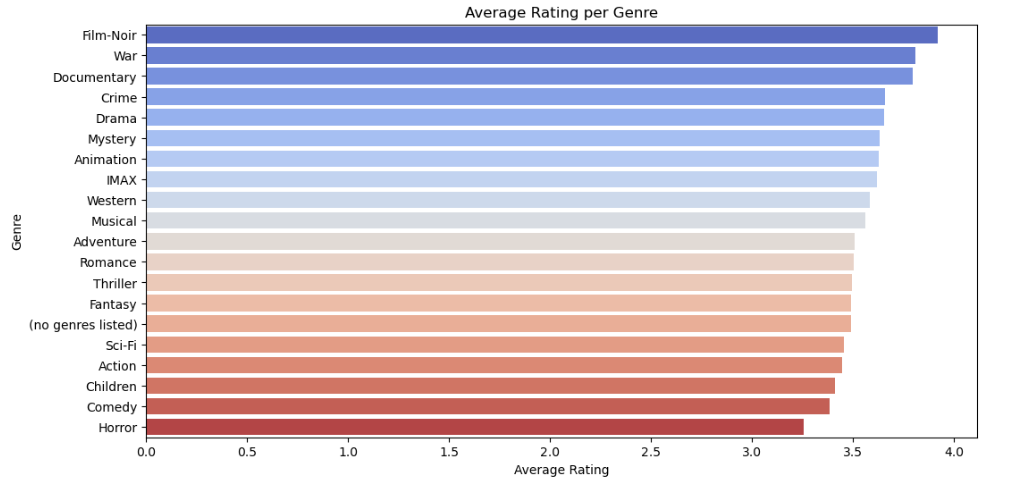 Average Rating per Genre
Film-Noir
War
Documentary
Crime
Drama
Mystery
Animation
IMAX
Western
Musical
Adventure
Romance
Thriller
Fantasy
(no genres listed)
Sci-Fi
Action
Children
Comedy
Horror
Genre
0.0 0.5 1.0 1.5 2.0 2.5 3.0 3.5 4.0
Average Rating